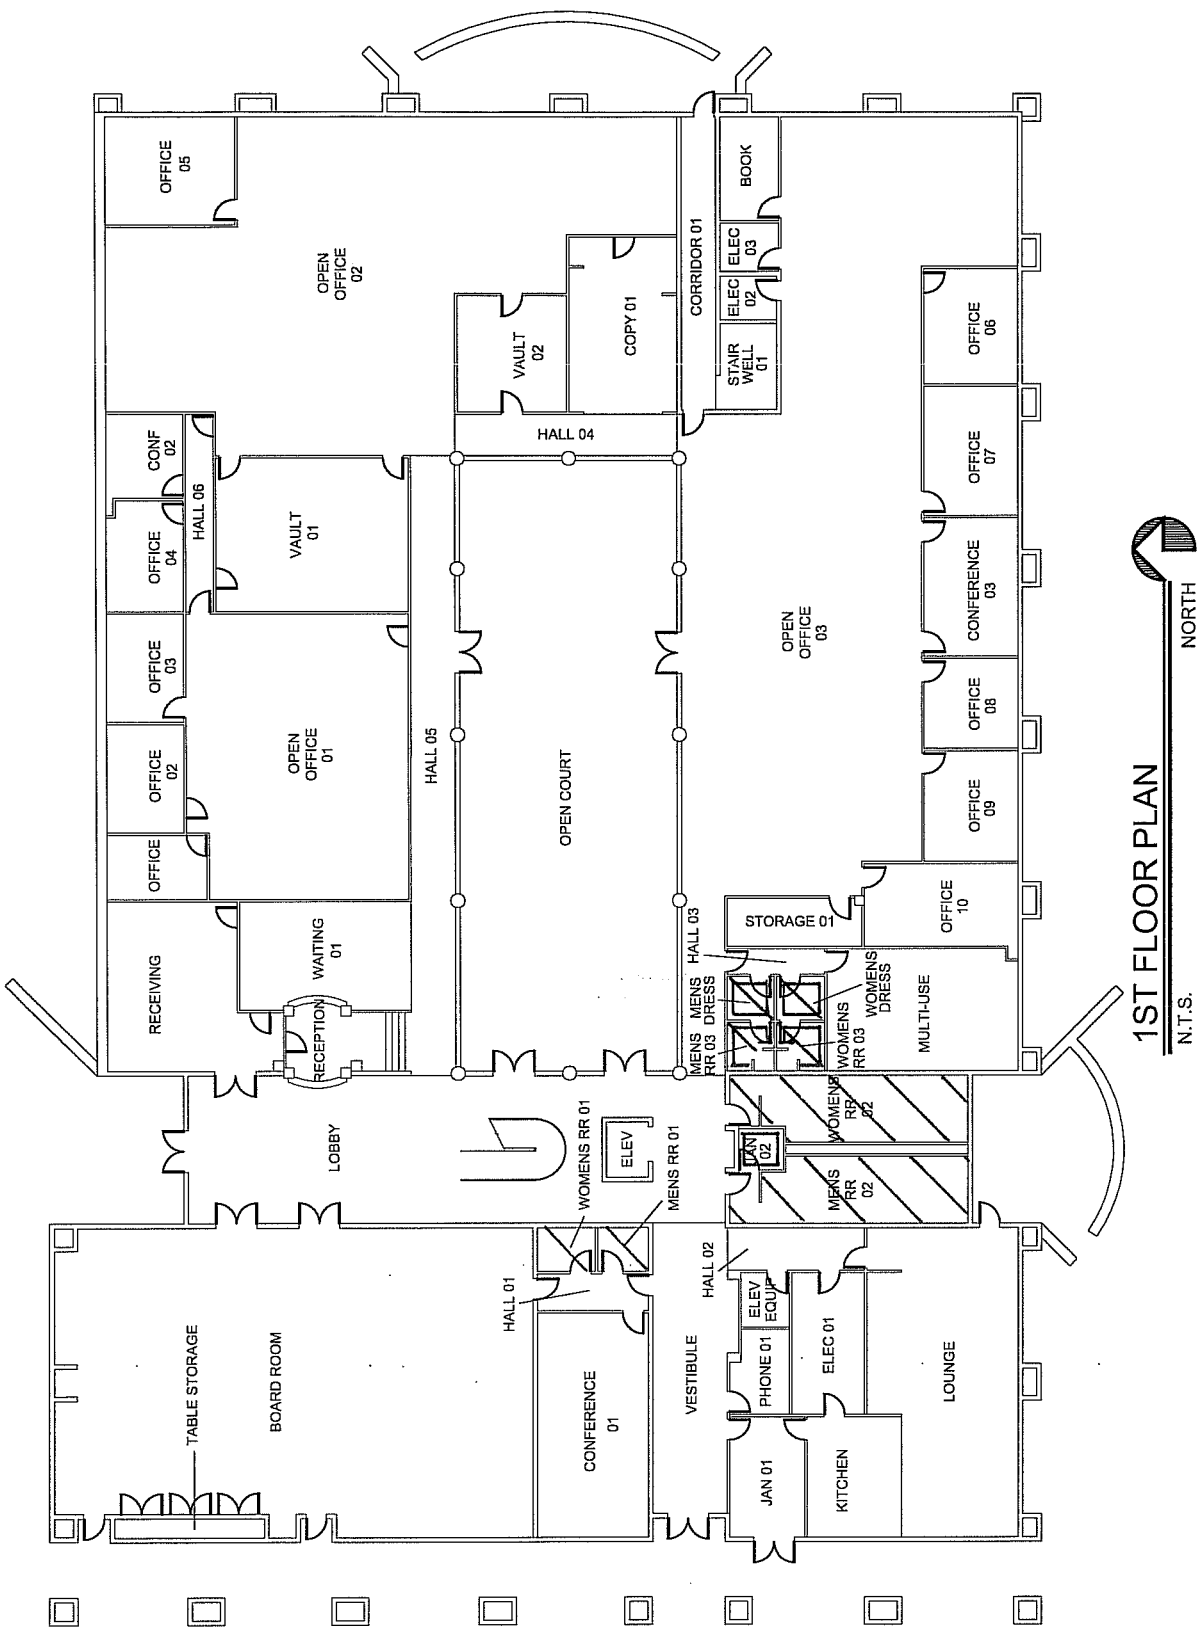 OFFICE
05
OPEN
OFFICE
02
BOOK
CORRIDOR 01
ELEC
03
ELEC
02
STAIR
WELL
01
COPY 01
VAULT
02
HALL 04
CONF
02
HALL 06
OFFICE
04
VAULT
01
OFFICE
03
OFFICE
02
OPEN
OFFICE
01
OFFICE
HALL 05
OPEN COURT
OPEN
OFFICE
03
OFFICE
06
OFFICE
07
CONFERENCE
03
OFFICE
08
OFFICE
09
OFFICE
10
STORAGE 01
HALL 03
RECEIVING
WAITING
01
RECEPTION
MENS
DRESS
WOMENS
DRESS
MENS
RR 03
WOMENS
RR 03
MULTI-USE
LOBBY
ELEV
WOMENS RR 01
MENS RR 01
WOMENS
RR
02
JAN
02
MENS
RR
02
HALL 01
HALL 02
ELEV
EQUIP
TABLE STORAGE
BOARD ROOM
CONFERENCE
01
VESTIBULE
PHONE 01
ELEC 01
LOUNGE
JAN 01
KITCHEN
1ST FLOOR PLAN
N.T.S.
NORTH